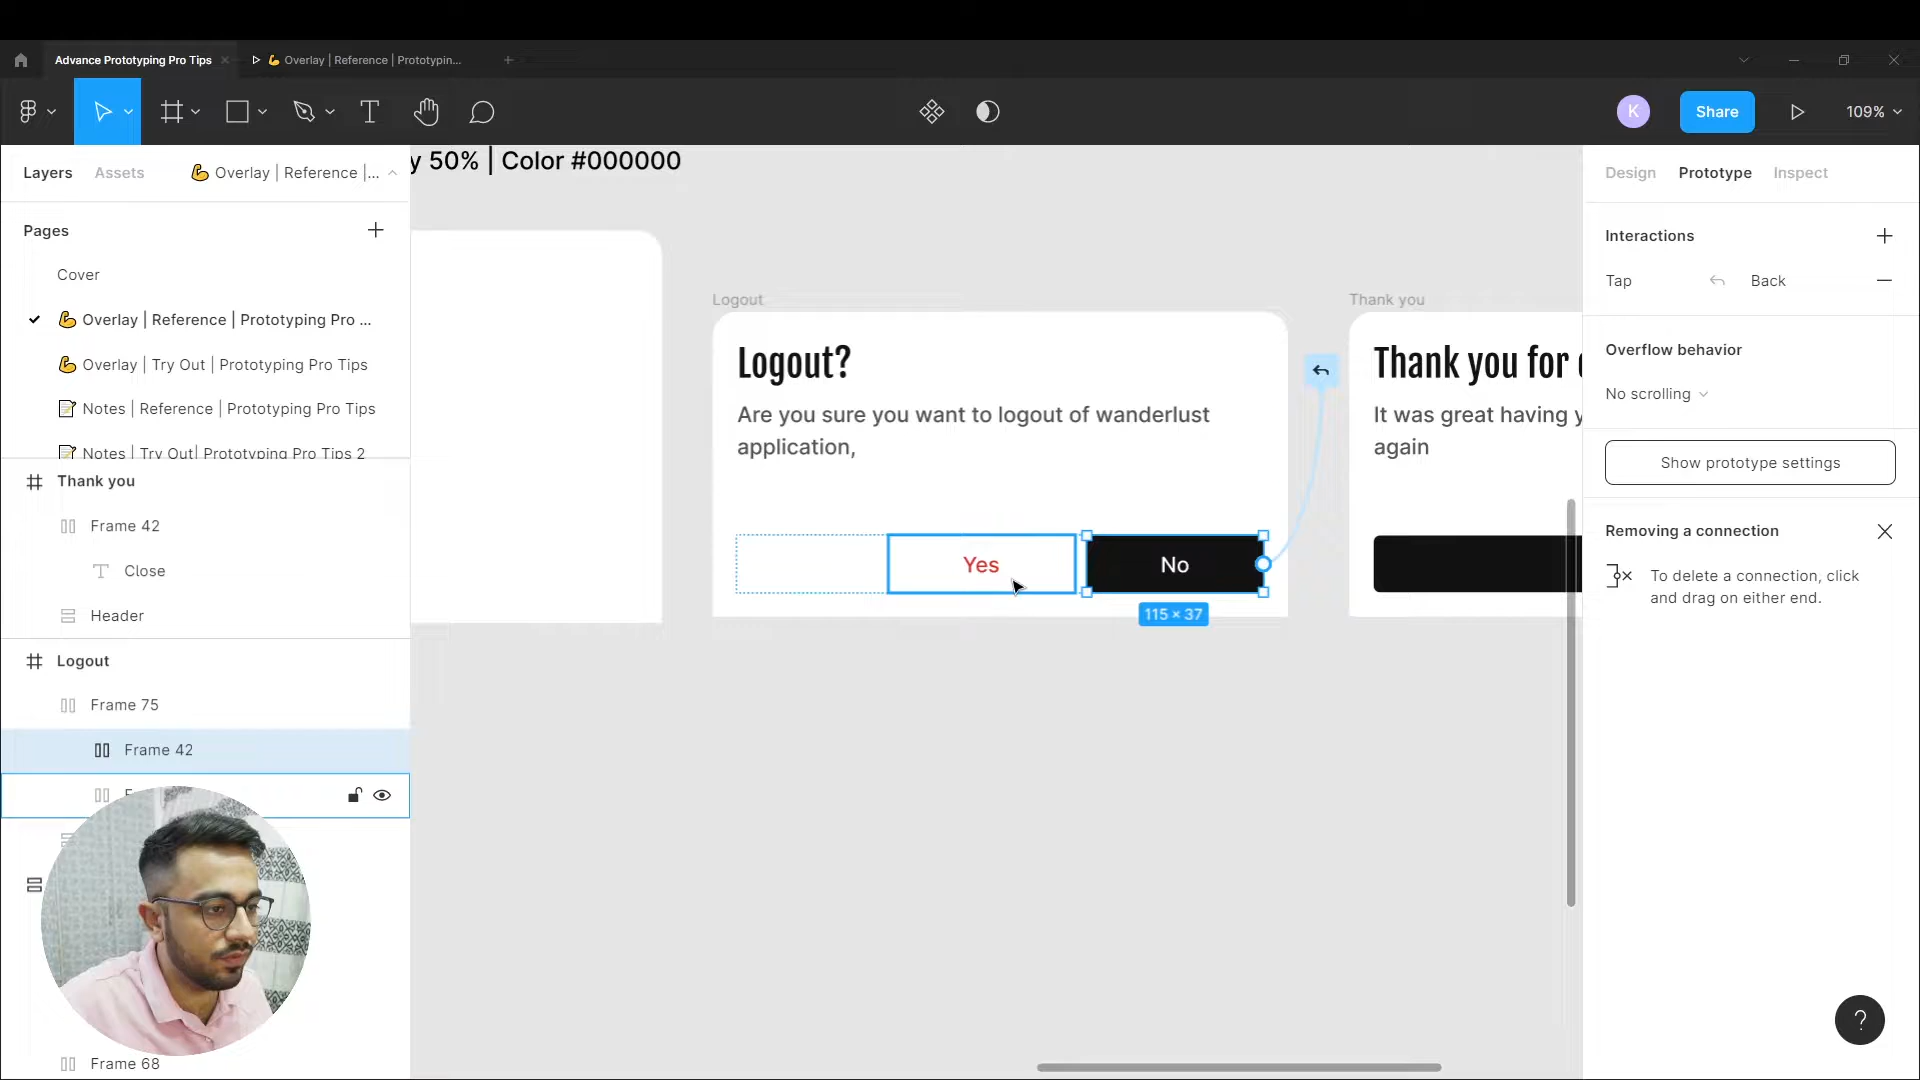 Advance Prototyping Pro Tips
Overlay | Reference | Prototypin...
K
Share
109%
Layers
Assets
Overlay | Reference |...
y 50% | Color #000000
Design
Prototype
Inspect
Pages
Cover
Overlay | Reference | Prototyping Pro ...
Overlay | Try Out | Prototyping Pro Tips
Notes | Reference | Prototyping Pro Tips
Notes | Try Out| Prototyping Pro Tips 2
Thank you
Frame 42
Close
Header
Logout
Frame 75
Frame 42
Frame 68
Logout
Logout?
Are you sure you want to logout of wanderlust
application,
Yes
No
115 × 37
Thank you
Thank you for
It was great having
again
Interactions
Tap
Back
Overflow behavior
No scrolling
Show prototype settings
Removing a connection
To delete a connection, click
and drag on either end.
?